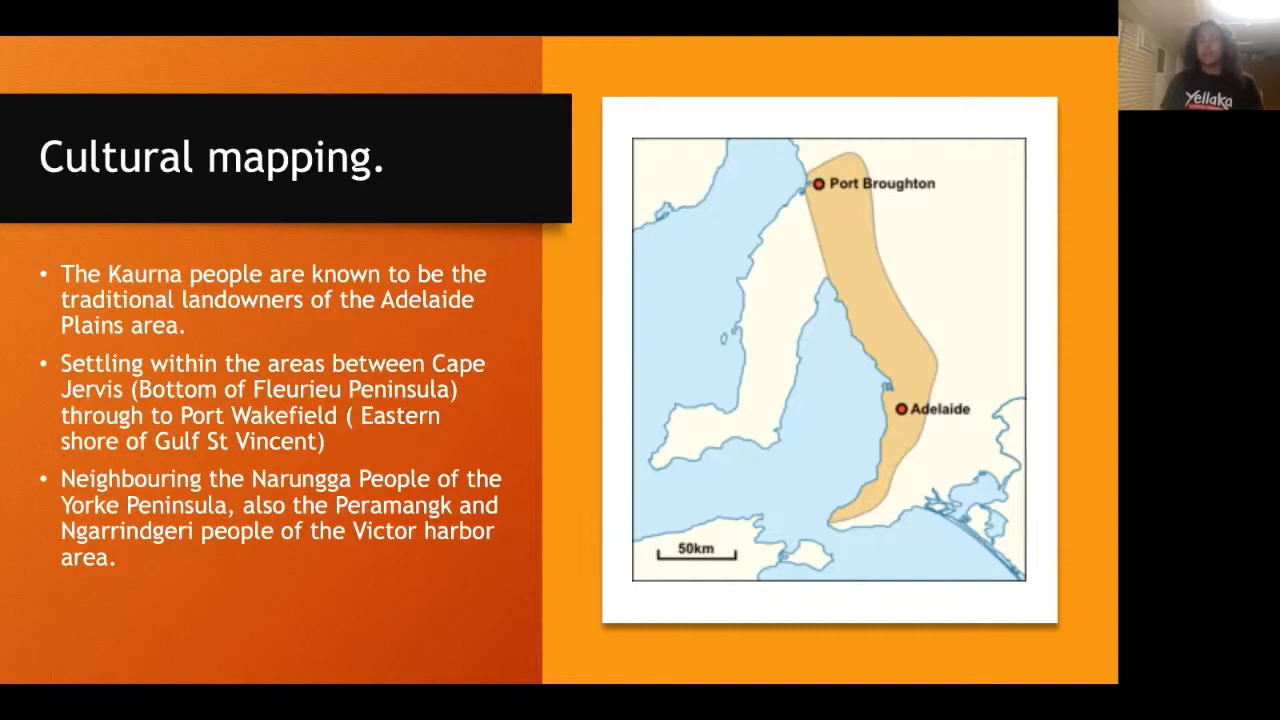 Cultural mapping.
• The Kaurna people are known to be the
traditional landowners of the Adelaide
Plains area.
• Settling within the areas between Cape
Jervis (Bottom of Fleurieu Peninsula)
through to Port Wakefield ( Eastern
shore of Gulf St Vincent)
• Neighbouring the Narungga People of the
Yorke Peninsula, also the Peramangk and
Ngarrindgeri people of the Victor harbor
area.
Port Broughton
Adelaide
50km
Yellaka